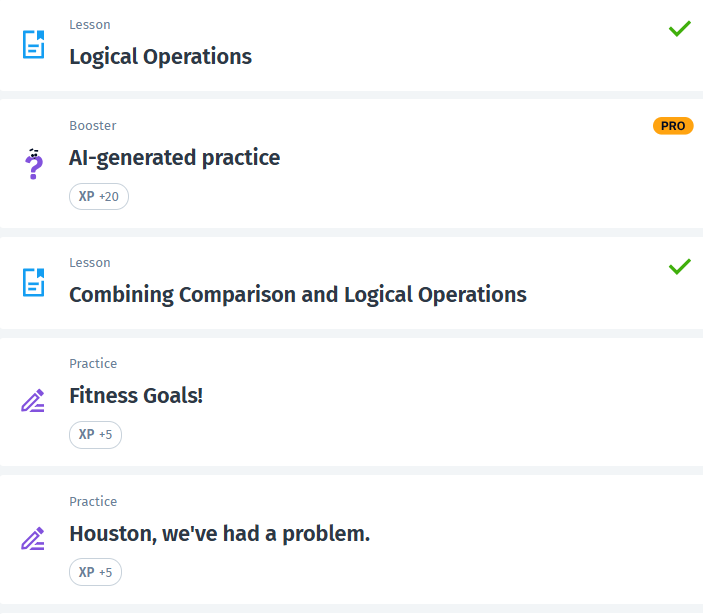 Lesson
Logical Operations
Booster
PRO
AI-generated practice
XP +20
Lesson
Combining Comparison and Logical Operations
Practice
Fitness Goals!
XP +5
Practice
Houston, we've had a problem.
XP +5